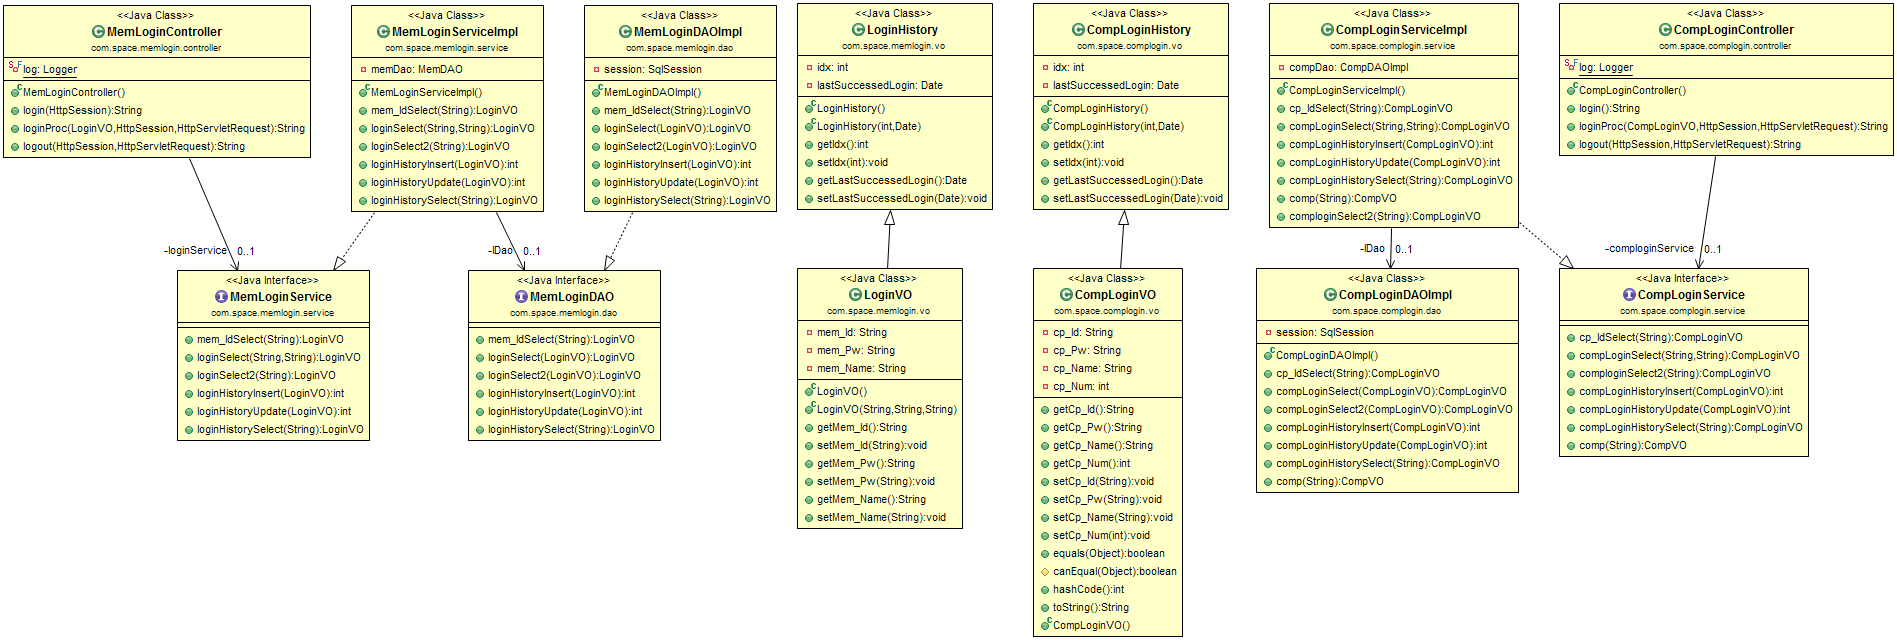 <<Java Class>>
MemLoginController
com.space.memlogin.controller
log: Logger
MemLoginController()
login(HttpSession):String
loginProc(LoginVO,HttpSession,HttpServletRequest):String
logout(HttpSession,HttpServletRequest):String
<<Java Class>>
MemLoginServiceImpl
com.space.memlogin.service
memDao: MemDAO
MemLoginServiceImpl()
mem_IdSelect(String):LoginVO
loginSelect(String,String):LoginVO
loginSelect2(String):LoginVO
loginHistoryInsert(LoginVO):int
loginHistoryUpdate(LoginVO):int
loginHistorySelect(String):LoginVO
<<Java Class>>
MemLoginDAOImpl
com.space.memlogin.dao
session: SqlSession
MemLoginDAOImpl()
mem_IdSelect(String):LoginVO
loginSelect(LoginVO):LoginVO
loginSelect2(LoginVO):LoginVO
loginHistoryInsert(LoginVO):int
loginHistoryUpdate(LoginVO):int
loginHistorySelect(String):LoginVO
<<Java Class>>
LoginHistory
com.space.memlogin.vo
idx: int
lastSuccessedLogin: Date
LoginHistory()
LoginHistory(int,Date)
getIdx():int
setIdx(int):void
getLastSuccessedLogin():Date
setLastSuccessedLogin(Date):void
<<Java Class>>
CompLoginHistory
com.space.complogin.vo
idx: int
lastSuccessedLogin: Date
CompLoginHistory()
CompLoginHistory(int,Date)
getIdx():int
setIdx(int):void
getLastSuccessedLogin():Date
setLastSuccessedLogin(Date):void
<<Java Class>>
CompLoginServiceImpl
com.space.complogin.service
compDao: CompDAOImpl
CompLoginServiceImpl()
cp_IdSelect(String):CompLoginVO
compLoginSelect(String,String):CompLoginVO
compLoginHistoryInsert(CompLoginVO):int
compLoginHistoryUpdate(CompLoginVO):int
compLoginHistorySelect(String):CompLoginVO
comp(String):CompVO
comploginSelect2(String):CompLoginVO
<<Java Class>>
CompLoginController
com.space.complogin.controller
log: Logger
CompLoginController()
login():String
loginProc(CompLoginVO,HttpSession,HttpServletRequest):String
logout(HttpSession,HttpServletRequest):String
-loginService 0..1
-lDao 0..1
-lDao 0..1
-comploginService 0..1
<<Java Interface>>
MemLoginService
com.space.memlogin.service
mem_IdSelect(String):LoginVO
loginSelect(String,String):LoginVO
loginSelect2(String):LoginVO
loginHistoryInsert(LoginVO):int
loginHistoryUpdate(LoginVO):int
loginHistorySelect(String):LoginVO
<<Java Interface>>
MemLoginDAO
com.space.memlogin.dao
mem_IdSelect(String):LoginVO
loginSelect(LoginVO):LoginVO
loginSelect2(LoginVO):LoginVO
loginHistoryInsert(LoginVO):int
loginHistoryUpdate(LoginVO):int
loginHistorySelect(String):LoginVO
<<Java Class>>
LoginVO
com.space.memlogin.vo
mem_Id: String
mem_Pw: String
mem_Name: String
LoginVO()
LoginVO(String,String,String)
getMem_Id():String
setMem_Id(String):void
getMem_Pw():String
setMem_Pw(String):void
getMem_Name():String
setMem_Name(String):void
<<Java Class>>
CompLoginVO
com.space.complogin.vo
cp_Id: String
cp_Pw: String
cp_Name: String
cp_Num: int
getCp_Id():String
getCp_Pw():String
getCp_Name():String
getCp_Num():int
setCp_Id(String):void
setCp_Pw(String):void
setCp_Name(String):void
setCp_Num(int):void
equals(Object):boolean
canEqual(Object):boolean
hashCode():int
toString():String
CompLoginVO()
<<Java Class>>
CompLoginDAOImpl
com.space.complogin.dao
session: SqlSession
CompLoginDAOImpl()
cp_IdSelect(String):CompLoginVO
compLoginSelect(CompLoginVO):CompLoginVO
compLoginSelect2(CompLoginVO):CompLoginVO
compLoginHistoryInsert(CompLoginVO):int
compLoginHistoryUpdate(CompLoginVO):int
compLoginHistorySelect(String):CompLoginVO
comp(String):CompVO
<<Java Interface>>
CompLoginService
com.space.complogin.service
cp_IdSelect(String):CompLoginVO
compLoginSelect(String,String):CompLoginVO
comploginSelect2(String):CompLoginVO
compLoginHistoryInsert(CompLoginVO):int
compLoginHistoryUpdate(CompLoginVO):int
compLoginHistorySelect(String):CompLoginVO
comp(String):CompVO